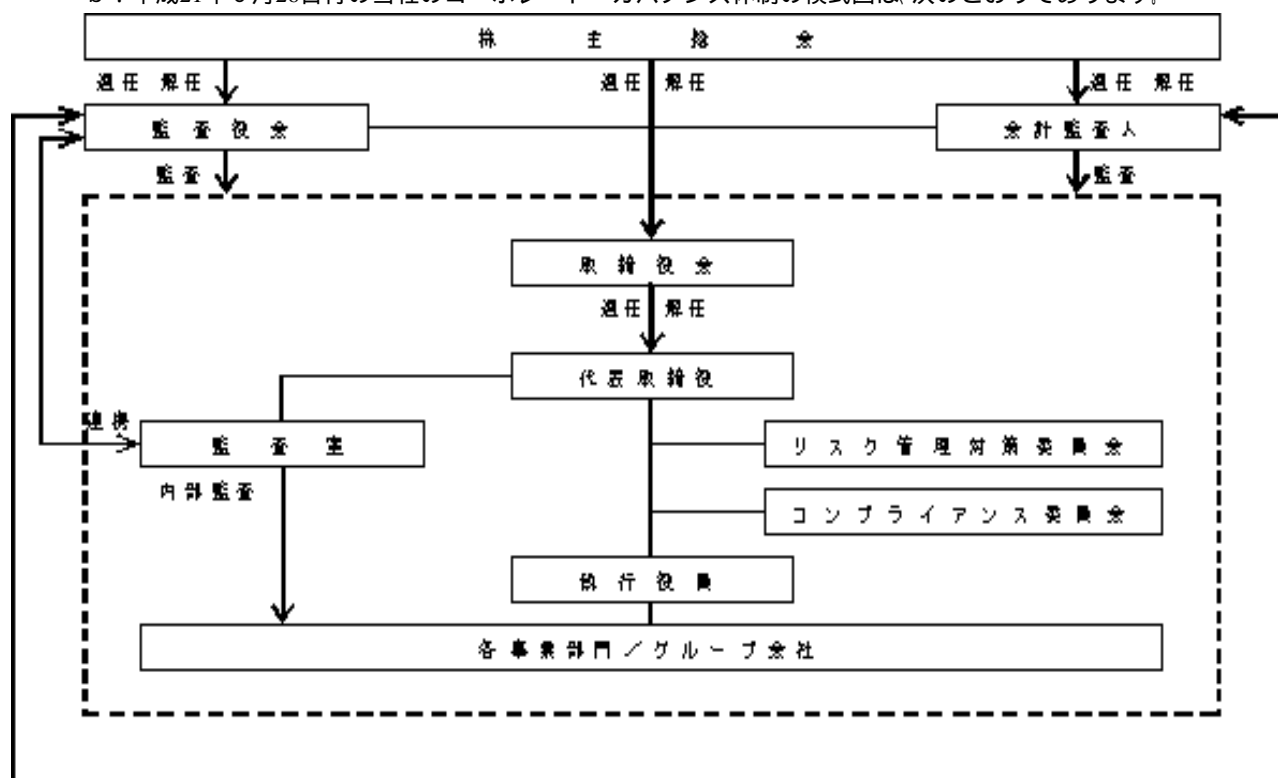 株主総会
選任 解任
選任 解任
選任 解任
監査役会
会計監査人
監査
監査
取締役会
選任 解任
代表取締役
連携
監査室
リスク管理対策委員会
内部監査
コンプライアンス委員会
執行役員
各事業部門／グループ会社